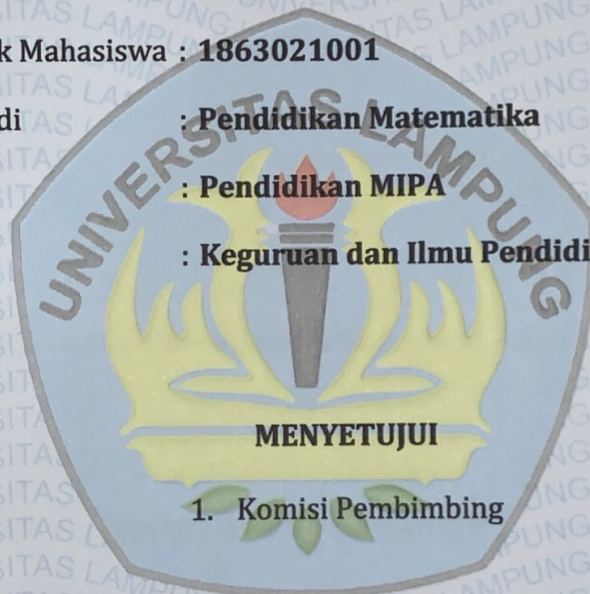 k Mahasiswa : 1863021001
di : Pendidikan Matematika
: Pendidikan MIPA
: Keguruan dan Ilmu Pendidi
UNIVERSITAS LAMPUNG
MENYETUJUI
1. Komisi Pembimbing